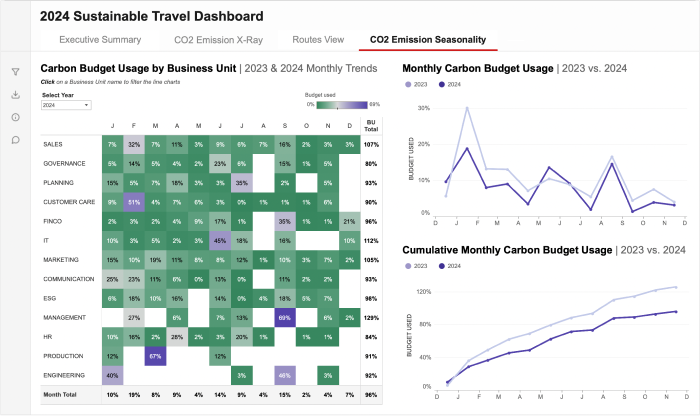 2024 Sustainable Travel Dashboard
Executive Summary CO2 Emission X-Ray Routes View CO2 Emission Seasonality
Carbon Budget Usage by Business Unit | 2023 & 2024 Monthly Trends
Click on a Business Unit name to filter the line charts
Select Year
2024
Budget used
0% 69%
J F M A M J J A S O N D BU Total
SALES 7% 32% 7% 11% 3% 9% 6% 7% 16% 2% 3% 3% 107%
GOVERNANCE 5% 14% 5% 4% 2% 23% 6% 14% 1% 5% 80%
PLANNING 15% 5% 7% 18% 3% 3% 35% 2% 5% 93%
CUSTOMER CARE 9% 51% 4% 7% 6% 3% 0% 1% 1% 1% 6% 90%
FINCO 2% 3% 2% 4% 9% 17% 1% 35% 1% 1% 21% 96%
IT 10% 3% 5% 2% 3% 45% 18% 16% 10% 112%
MARKETING 15% 10% 19% 11% 8% 8% 12% 1% 10% 3% 7% 2% 105%
COMMUNICATION 25% 23% 11% 6% 0% 13% 0% 11% 0% 5% 93%
ESG 6% 18% 10% 16% 14% 0% 4% 18% 5% 7% 98%
MANAGEMENT 27% 6% 7% 13% 69% 6% 2% 129%
HR 10% 16% 2% 28% 2% 3% 20% 1% 1% 1% 84%
PRODUCTION 12% 67% 12% 91%
ENGINEERING 40% 3% 46% 3% 92%
Month Total 10% 19% 8% 9% 4% 14% 9% 2% 15% 2% 4% 7% 96%
Monthly Carbon Budget Usage | 2023 vs. 2024
2023 2024
BUDGET USED
30%
20%
10%
0%
D J F M A M J J A S O N D
Cumulative Monthly Carbon Budget Usage | 2023 vs. 2024
2023 2024
BUDGET USED
120%
80%
40%
0%
D J F M A M J J A S O N D